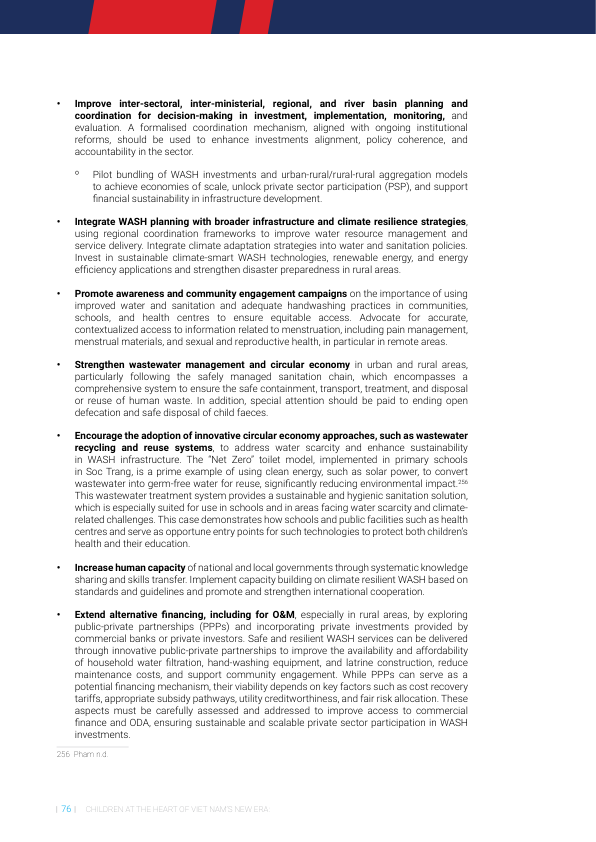 • Improve inter-sectoral, inter-ministerial, regional, and river basin planning and
coordination for decision-making in investment, implementation, monitoring, and
evaluation. A formalised coordination mechanism, aligned with ongoing institutional
reforms, should be used to enhance investments alignment, policy coherence, and
accountability in the sector.
º Pilot bundling of WASH investments and urban-rural/rural-rural aggregation models
to achieve economies of scale, unlock private sector participation (PSP), and support
financial sustainability in infrastructure development.
• Integrate WASH planning with broader infrastructure and climate resilience strategies,
using regional coordination frameworks to improve water resource management and
service delivery. Integrate climate adaptation strategies into water and sanitation policies.
Invest in sustainable climate-smart WASH technologies, renewable energy, and energy
efficiency applications and strengthen disaster preparedness in rural areas.
• Promote awareness and community engagement campaigns on the importance of using
improved water and sanitation and adequate handwashing practices in communities,
schools, and health centres to ensure equitable access. Advocate for accurate,
contextualized access to information related to menstruation, including pain management,
menstrual materials, and sexual and reproductive health, in particular in remote areas.
• Strengthen wastewater management and circular economy in urban and rural areas,
particularly following the safely managed sanitation chain, which encompasses a
comprehensive system to ensure the safe containment, transport, treatment, and disposal
or reuse of human waste. In addition, special attention should be paid to ending open
defecation and safe disposal of child faeces.
• Encourage the adoption of innovative circular economy approaches, such as wastewater
recycling and reuse systems, to address water scarcity and enhance sustainability
in WASH infrastructure. The “Net Zero” toilet model, implemented in primary schools
in Soc Trang, is a prime example of using clean energy, such as solar power, to convert
wastewater into germ-free water for reuse, significantly reducing environmental impact.256
This wastewater treatment system provides a sustainable and hygienic sanitation solution,
which is especially suited for use in schools and in areas facing water scarcity and climate-
related challenges. This case demonstrates how schools and public facilities such as health
centres and serve as opportune entry points for such technologies to protect both children's
health and their education.
• Increase human capacity of national and local governments through systematic knowledge
sharing and skills transfer. Implement capacity building on climate resilient WASH based on
standards and guidelines and promote and strengthen international cooperation.
• Extend alternative financing, including for O&M, especially in rural areas, by exploring
public-private partnerships (PPPs) and incorporating private investments provided by
commercial banks or private investors. Safe and resilient WASH services can be delivered
through innovative public-private partnerships to improve the availability and affordability
of household water filtration, hand-washing equipment, and latrine construction, reduce
maintenance costs, and support community engagement. While PPPs can serve as a
potential financing mechanism, their viability depends on key factors such as cost recovery
tariffs, appropriate subsidy pathways, utility creditworthiness, and fair risk allocation. These
aspects must be carefully assessed and addressed to improve access to commercial
finance and ODA, ensuring sustainable and scalable private sector participation in WASH
investments.
256 Pham n.d.
| 76 | CHILDREN AT THE HEART OF VIET NAM'S NEW ERA